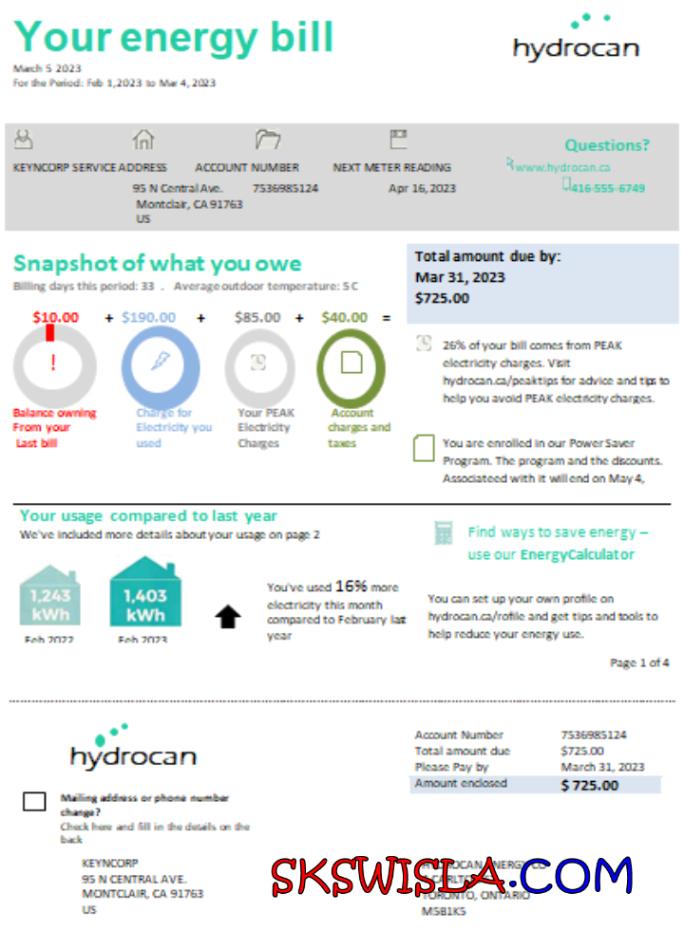 Your energy bill
hydrocan
March 5 2023
For the Period: Feb 1,2023 to Mar 4, 2023
Questions?
KEYNCORP SERVICE ADDRESS ACCOUNT NUMBER NEXT METER READING www.hydrocan.ca
95 N Central Ave. 7536985124 Apr 16, 2023 416-555-6749
Montclair, CA 91763
US
Snapshot of what you owe
Billing days this period: 33 . Average outdoor temperature: 5 C
Total amount due by:
Mar 31, 2023
$725.00
$10.00 + $190.00 + $85.00 + $40.00 =
!
Balance owning
From your
Last bill
Charge for
Electricity you
used
Your PEAK
Electricity
Charges
Account
charges and
taxes
26% of your bill comes from PEAK
electricity charges. Visit
hydrocan.ca/peaktips for advice and tips to
help you avoid PEAK electricity charges.
You are enrolled in our Power Saver
Program. The program and the discounts.
Associateed with it will end on May 4,
Your usage compared to last year
We've included more details about your usage on page 2
1,243
kWh
Feb 2022
1,403
kWh
Feb 2023
You've used 16% more
electricity this month
compared to February last
year
Find ways to save energy –
use our EnergyCalculator
You can set up your own profile on
hydrocan.ca/rofile and get tips and tools to
help reduce your energy use.
Page 1 of 4
hydrocan
Account Number 7536985124
Total amount due $725.00
Please Pay by March 31, 2023
Amount enclosed $ 725.00
Mailing address or phone number
change?
Check here and fill in the details on the
back
KEYNCORP
95 N CENTRAL AVE.
MONTCLAIR, CA 91763
US
SKSWISLA.COM
TORONTO, ONTARIO
M5B1K5